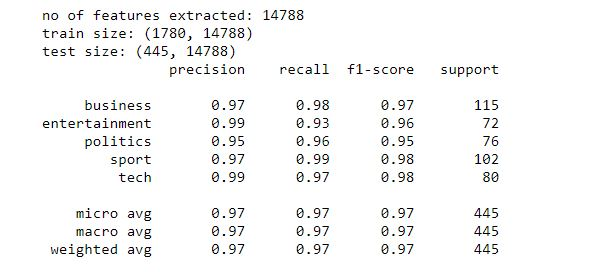 no of features extracted: 14788
train size: (1780, 14788)
test size: (445, 14788)
precision recall f1-score support
business 0.97 0.98 0.97 115
entertainment 0.99 0.93 0.96 72
politics 0.95 0.96 0.95 76
sport 0.97 0.99 0.98 102
tech 0.99 0.97 0.98 80
micro avg 0.97 0.97 0.97 445
macro avg 0.97 0.97 0.97 445
weighted avg 0.97 0.97 0.97 445